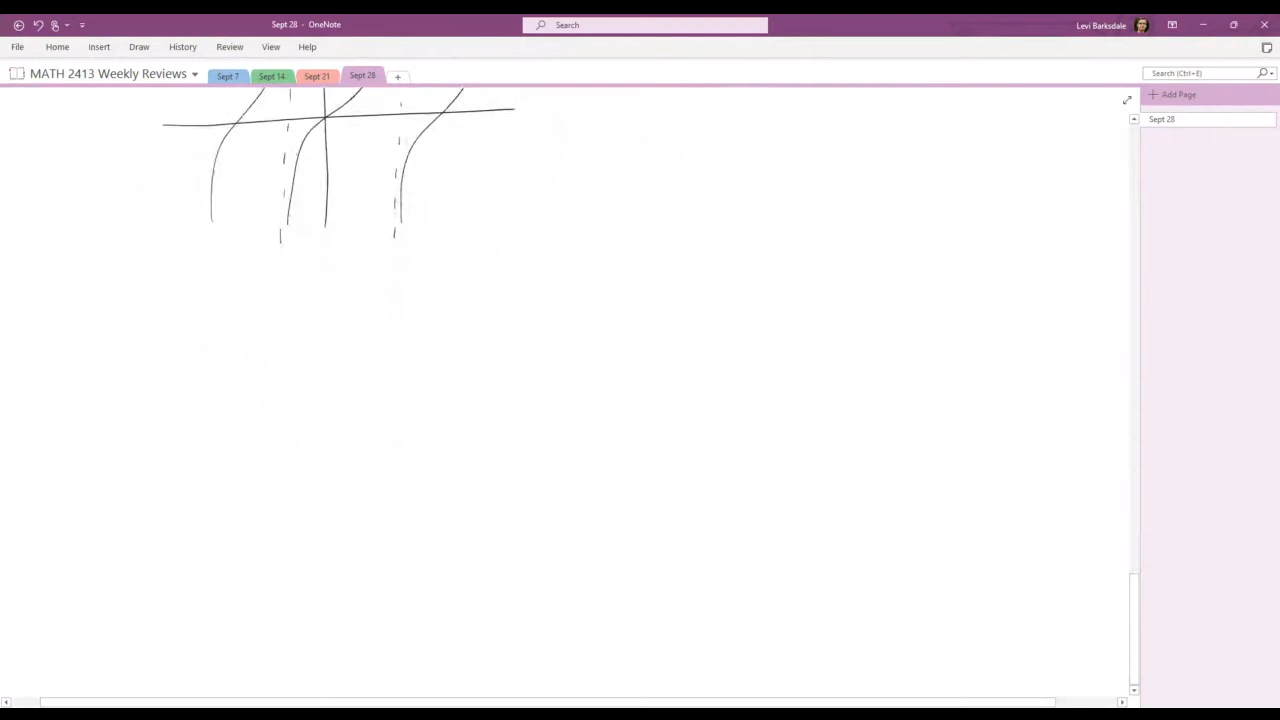 Sept 28 - OneNote
Search
Levi Barksdale
File Home Insert Draw History Review View Help
MATH 2413 Weekly Reviews
Sept 7
Sept 14
Sept 21
Sept 28
+
Search (Ctrl+E)
Add Page
Sept 28